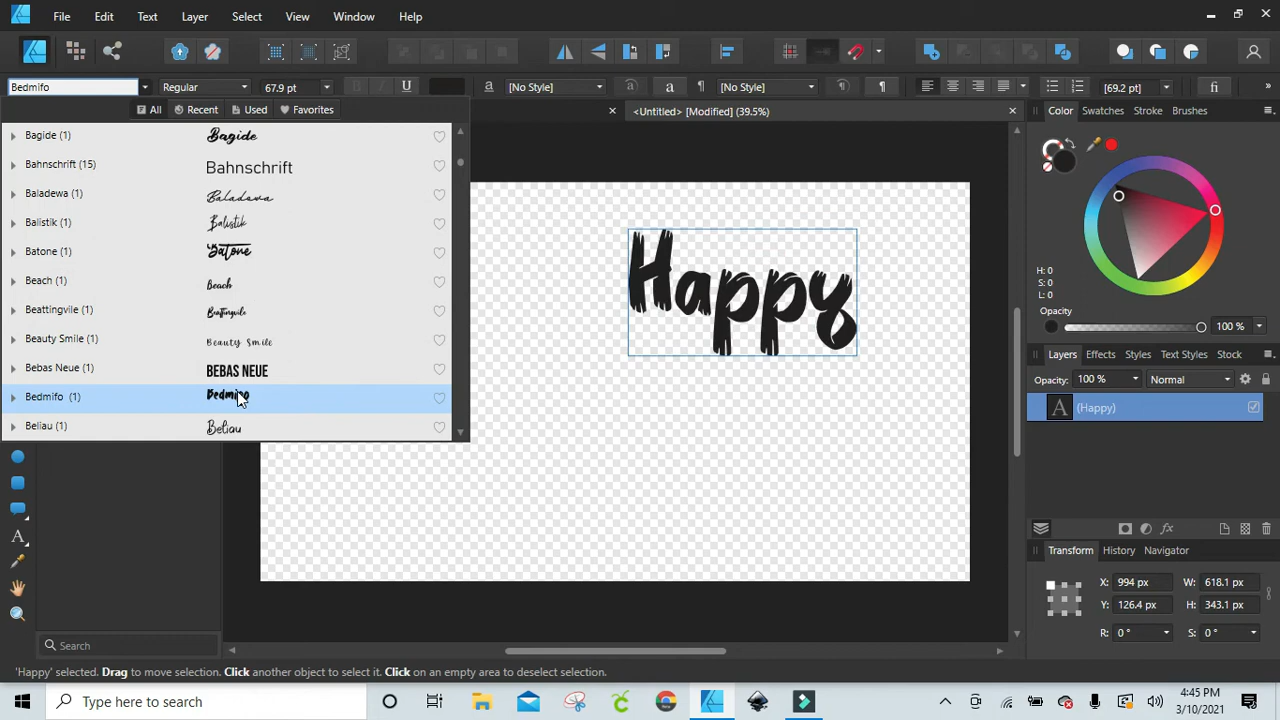 File Edit Text Layer Select View Window Help
Bedmifo Regular 67.9 pt B I U a [No Style] a a ¶ [No Style] ¶ [69.2 pt] fi »
All Recent Used Favorites
<Untitled> [Modified] (39.5%)
Color Swatches Stroke Brushes
Bagide (1) Bagide
Bahnschrift (15) Bahnschrift
Baladewa (1) Baladewa
Balistik (1) Balistik
Batone (1) Batone
Beach (1) Beach
Beattingvile (1) Beattingvile
Beauty Smile (1) Beauty Smile
Bebas Neue (1) BEBAS NEUE
Bedmifo (1) Bedmifo
Beliau (1) Beliau
Happy
H: 0
S: 0
L: 0
Opacity
100 %
Layers Effects Styles Text Styles Stock
Opacity: 100 % Normal
A (Happy)
fx
Transform History Navigator
X: 994 px W: 618.1 px
Y: 126.4 px H: 343.1 px
R: 0 ° S: 0 °
A
Search
'Happy' selected. Drag to move selection. Click another object to select it. Click on an empty area to deselect selection.
Type here to search
4:45 PM
3/10/2021